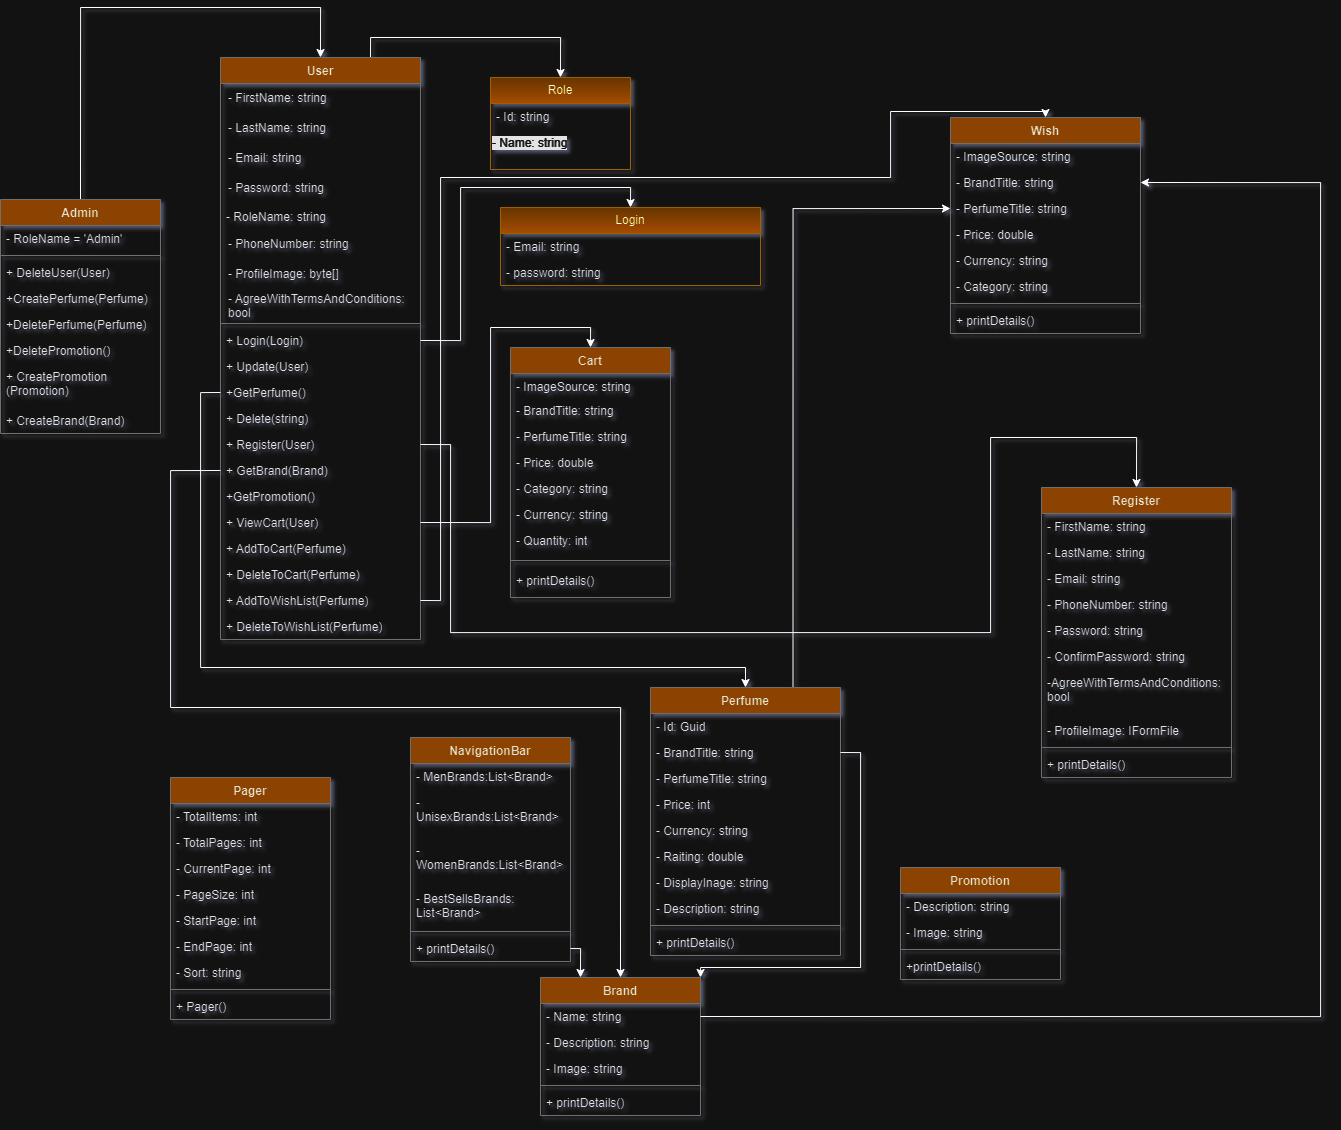 User
- FirstName: string
- LastName: string
- Email: string
- Password: string
- RoleName: string
- PhoneNumber: string
- ProfileImage: byte[]
- AgreeWithTermsAndConditions:
bool
+ Login(Login)
+ Update(User)
+GetPerfume()
+ Delete(string)
+ Register(User)
+ GetBrand(Brand)
+GetPromotion()
+ ViewCart(User)
+ AddToCart(Perfume)
+ DeleteToCart(Perfume)
+ AddToWishList(Perfume)
+ DeleteToWishList(Perfume)
Role
- Id: string
- Name: string
Wish
- ImageSource: string
- BrandTitle: string
- PerfumeTitle: string
- Price: double
- Currency: string
- Category: string
+ printDetails()
Admin
- RoleName = 'Admin'
+ DeleteUser(User)
+CreatePerfume(Perfume)
+DeletePerfume(Perfume)
+DeletePromotion()
+ CreatePromotion
(Promotion)
+ CreateBrand(Brand)
Login
- Email: string
- password: string
Cart
- ImageSource: string
- BrandTitle: string
- PerfumeTitle: string
- Price: double
- Category: string
- Currency: string
- Quantity: int
+ printDetails()
Register
- FirstName: string
- LastName: string
- Email: string
- PhoneNumber: string
- Password: string
- ConfirmPassword: string
-AgreeWithTermsAndConditions:
bool
- ProfileImage: IFormFile
+ printDetails()
Perfume
- Id: Guid
- BrandTitle: string
- PerfumeTitle: string
- Price: int
- Currency: string
- Raiting: double
- DisplayInage: string
- Description: string
+ printDetails()
NavigationBar
- MenBrands:List<Brand>
-
UnisexBrands:List<Brand>
-
WomenBrands:List<Brand>
- BestSellsBrands:
List<Brand>
+ printDetails()
Pager
- TotalItems: int
- TotalPages: int
- CurrentPage: int
- PageSize: int
- StartPage: int
- EndPage: int
- Sort: string
+ Pager()
Promotion
- Description: string
- Image: string
+printDetails()
Brand
- Name: string
- Description: string
- Image: string
+ printDetails()